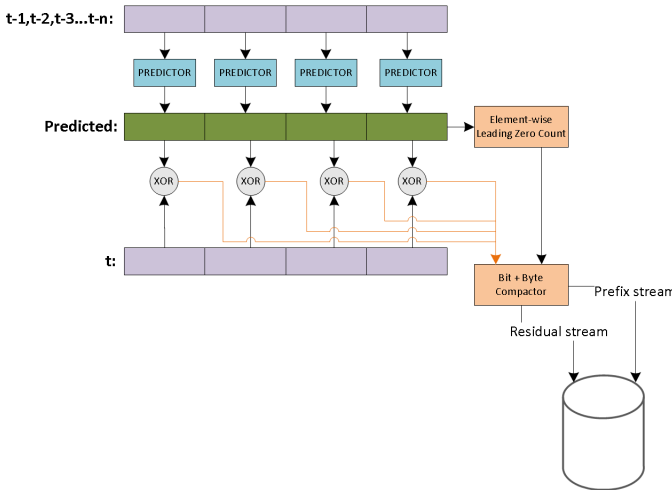 t-1,t-2,t-3...t-n:
PREDICTOR PREDICTOR PREDICTOR PREDICTOR
Predicted:
Element-wise
Leading Zero Count
XOR XOR XOR XOR
t:
Bit + Byte
Compactor
Prefix stream
Residual stream